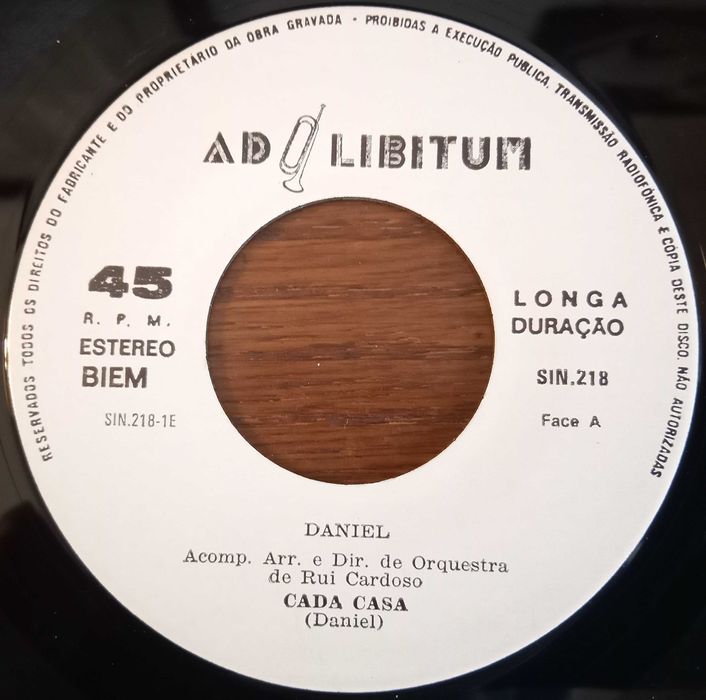 RESERVADOS TODOS OS DIREITOS DO FABRICANTE E DO PROPRIETÁRIO DA OBRA GRAVADA • PROIBIDAS A EXECUÇÃO PUBLICA, TRANSMISSÃO RADIOFÓNICA E CÓPIA DESTE DISCO, NÃO AUTORIZADAS
AD LIBITUM
45
R. P. M.
ESTEREO
BIEM
SIN.218-1E
LONGA
DURAÇÃO
SIN.218
Face A
DANIEL
Acomp. Arr. e Dir. de Orquestra
de Rui Cardoso
CADA CASA
(Daniel)